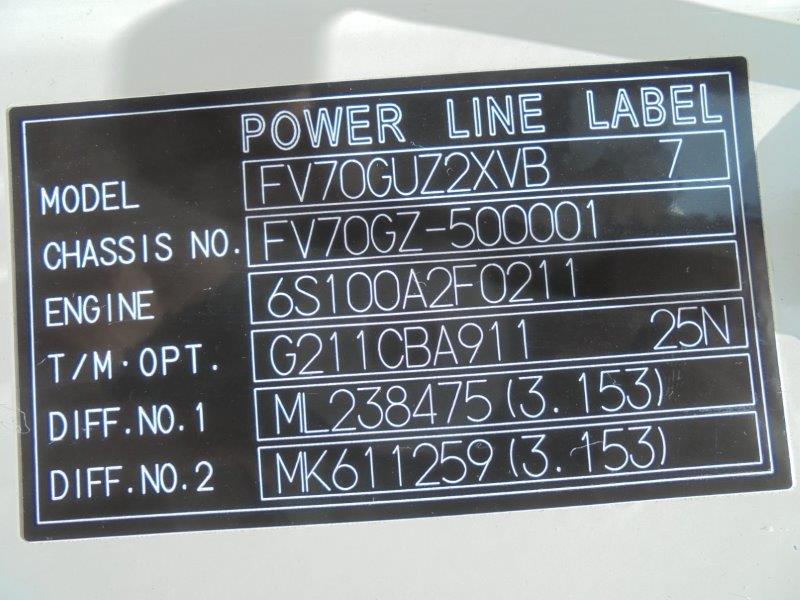 POWER LINE LABEL
MODEL FV70GUZ2XVB 7
CHASSIS NO. FV70GZ-500001
ENGINE 6S100A2F0211
T/M·OPT. G211CBA911 25N
DIFF.NO.1 ML238475(3.153)
DIFF.NO.2 MK611259(3.153)